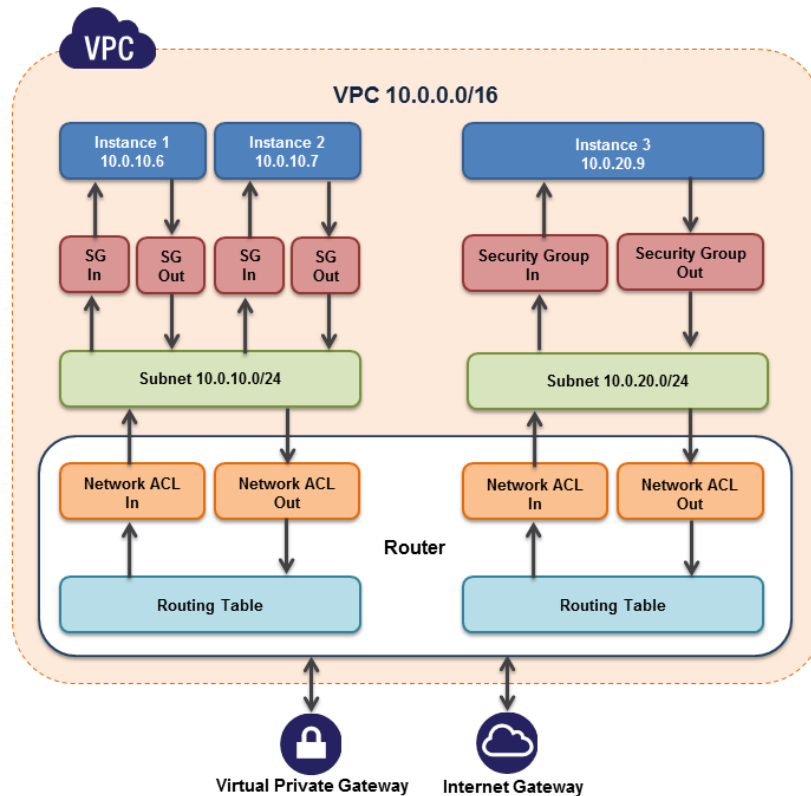 VPC
VPC 10.0.0.0/16
Instance 1
10.0.10.6
Instance 2
10.0.10.7
Instance 3
10.0.20.9
SG
In
SG
Out
SG
In
SG
Out
Security Group
In
Security Group
Out
Subnet 10.0.10.0/24
Subnet 10.0.20.0/24
Network ACL
In
Network ACL
Out
Network ACL
In
Network ACL
Out
Router
Routing Table
Routing Table
Virtual Private Gateway
Internet Gateway